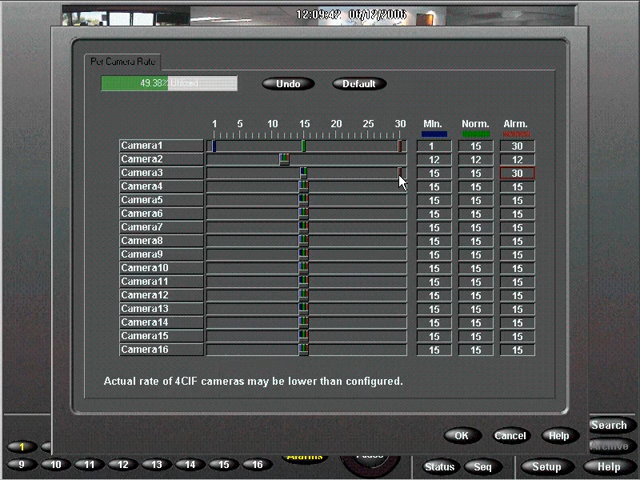 12:09:42 06/12/2006
Per Camera Rate
49.38% Utilized
Undo Default
1 5 10 15 20 25 30 Min. Norm. Alrm.
Camera1 1 15 30
Camera2 12 12 12
Camera3 15 15 30
Camera4 15 15 15
Camera5 15 15 15
Camera6 15 15 15
Camera7 15 15 15
Camera8 15 15 15
Camera9 15 15 15
Camera10 15 15 15
Camera11 15 15 15
Camera12 15 15 15
Camera13 15 15 15
Camera14 15 15 15
Camera15 15 15 15
Camera16 15 15 15
Actual rate of 4CIF cameras may be lower than configured.
OK Cancel Help
Search
1 Archive
9 10 11 12 13 14 15 16 Alarms Pause Status Seq Setup Help